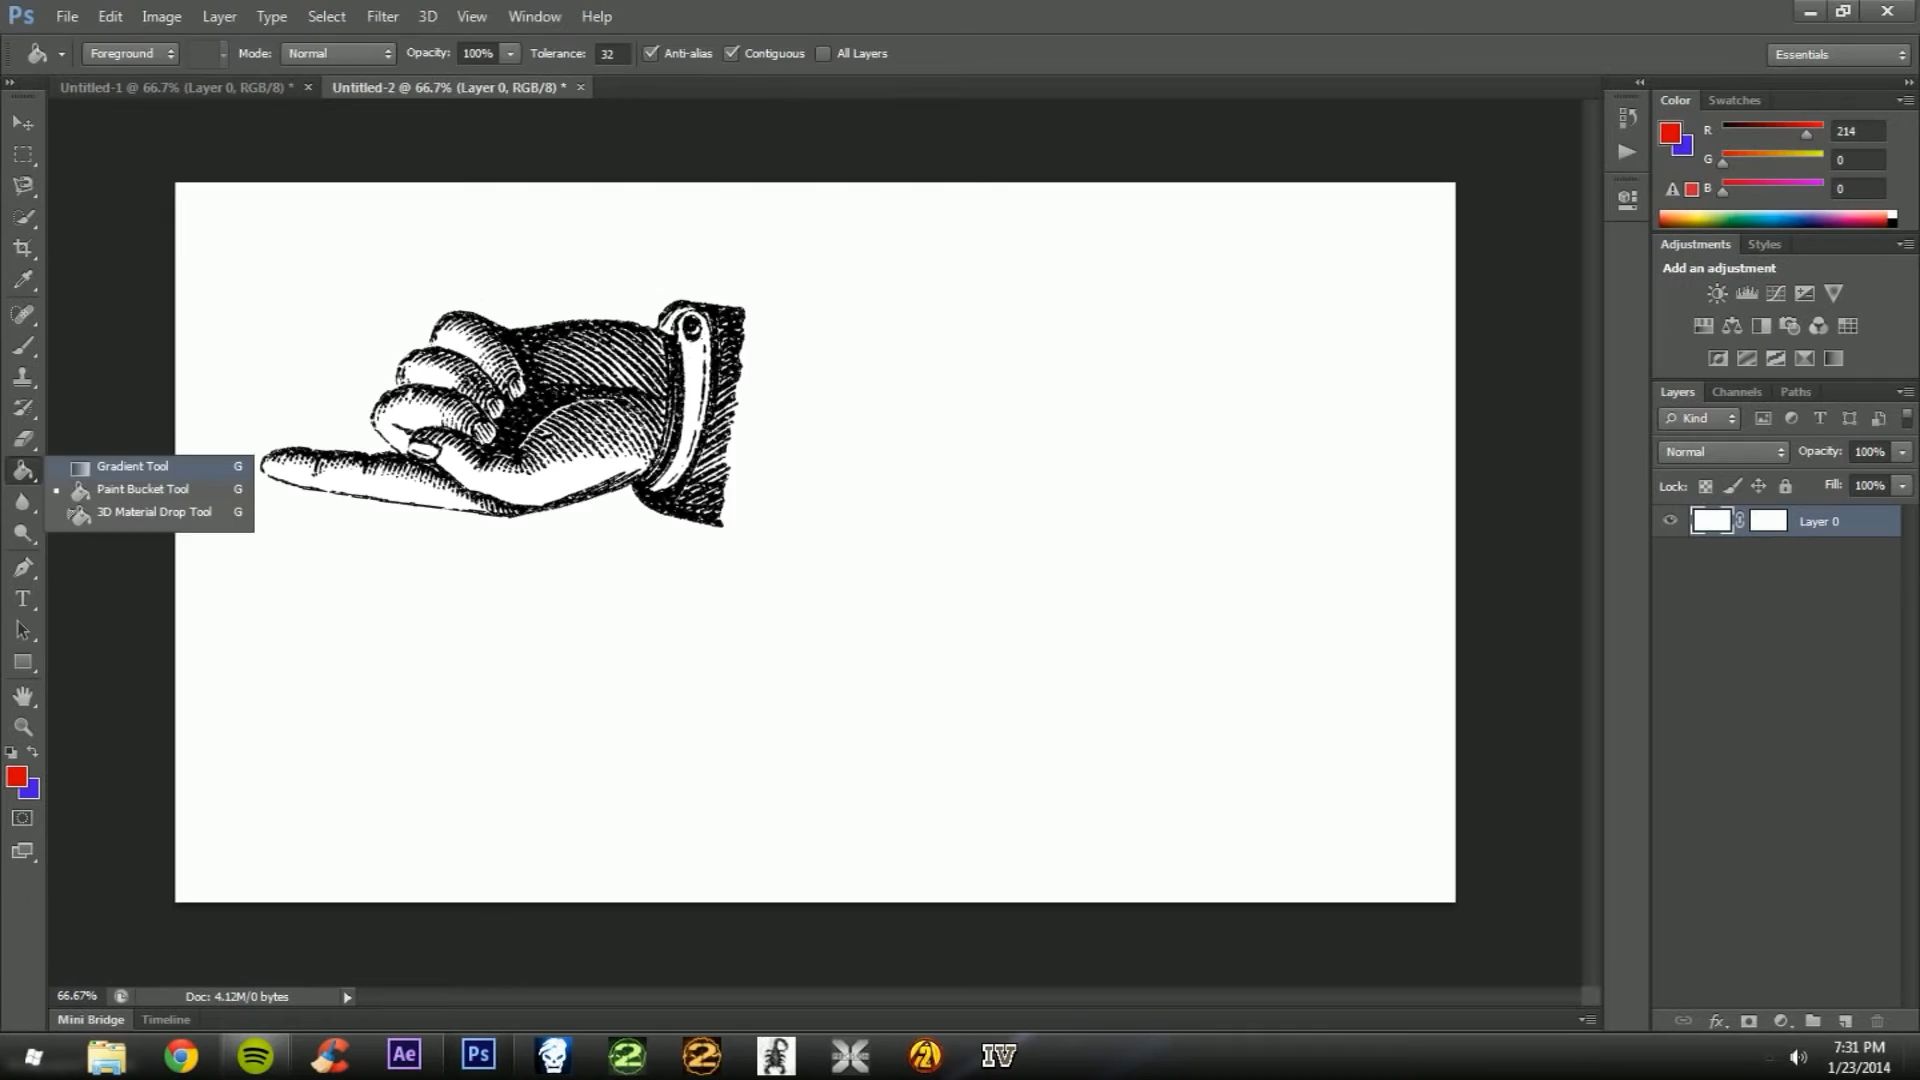 Ps File Edit Image Layer Type Select Filter 3D View Window Help
Foreground Mode: Normal Opacity: 100% Tolerance: 32 Anti-alias Contiguous All Layers Essentials
Untitled-1 @ 66.7% (Layer 0, RGB/8) * × Untitled-2 @ 66.7% (Layer 0, RGB/8) * ×
Color Swatches
R 214
G 0
B 0
Adjustments Styles
Add an adjustment
Layers Channels Paths
Kind
Normal Opacity: 100%
Lock: Fill: 100%
Layer 0
Gradient Tool G
Paint Bucket Tool G
3D Material Drop Tool G
66.67% Doc: 4.12M/0 bytes
Mini Bridge Timeline
Ae Ps 2 2 2 IV
7:31 PM
1/23/2014